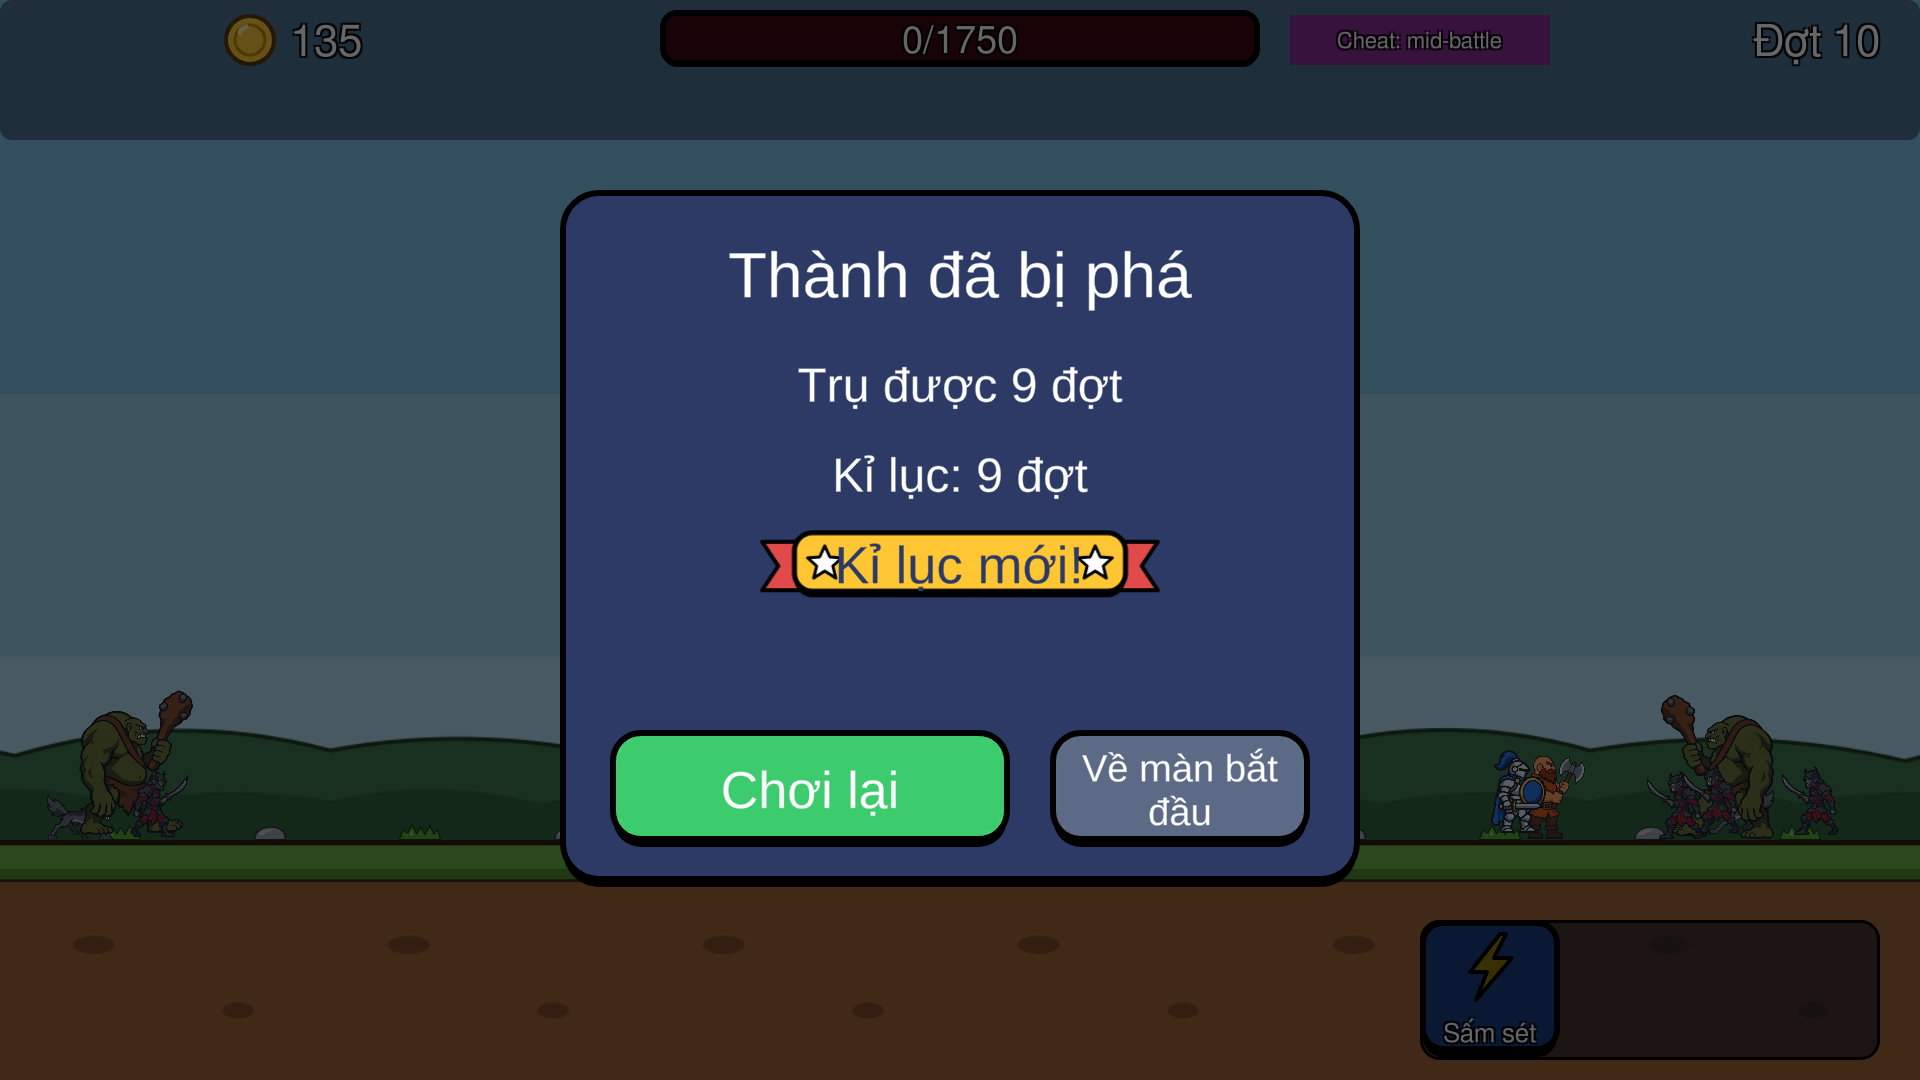 135
0/1750
Cheat: mid-battle
Đợt 10
Thành đã bị phá
Trụ được 9 đợt
Kỉ lục: 9 đợt
Kỉ lục mới!
Chơi lại
Về màn bắt
đầu
Sấm sét